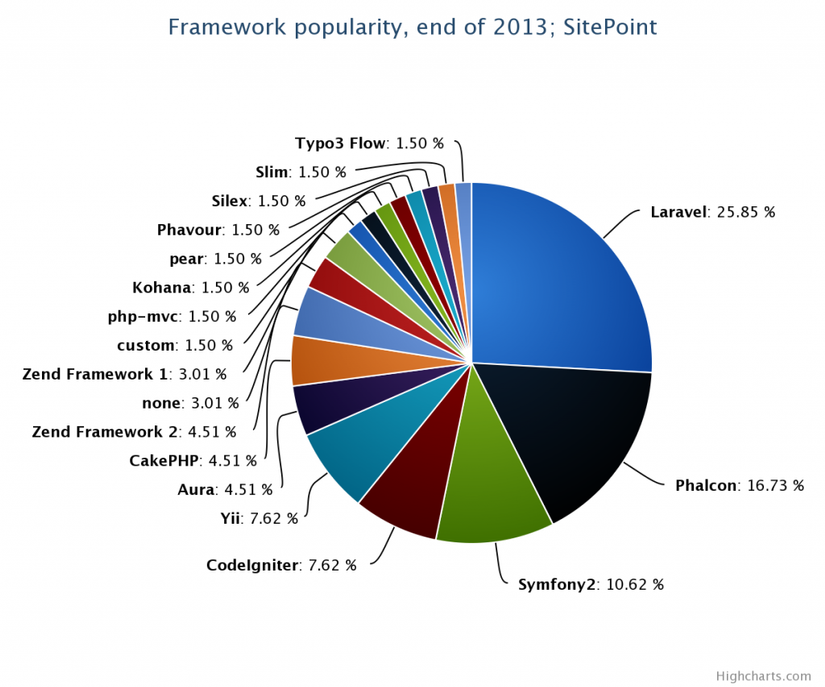 Framework popularity, end of 2013; SitePoint
Typo3 Flow: 1.50 %
Slim: 1.50 %
Silex: 1.50 %
Phavour: 1.50 %
pear: 1.50 %
Kohana: 1.50 %
php-mvc: 1.50 %
custom: 1.50 %
Zend Framework 1: 3.01 %
none: 3.01 %
Zend Framework 2: 4.51 %
CakePHP: 4.51 %
Aura: 4.51 %
Yii: 7.62 %
CodeIgniter: 7.62 %
Symfony2: 10.62 %
Phalcon: 16.73 %
Laravel: 25.85 %
Highcharts.com